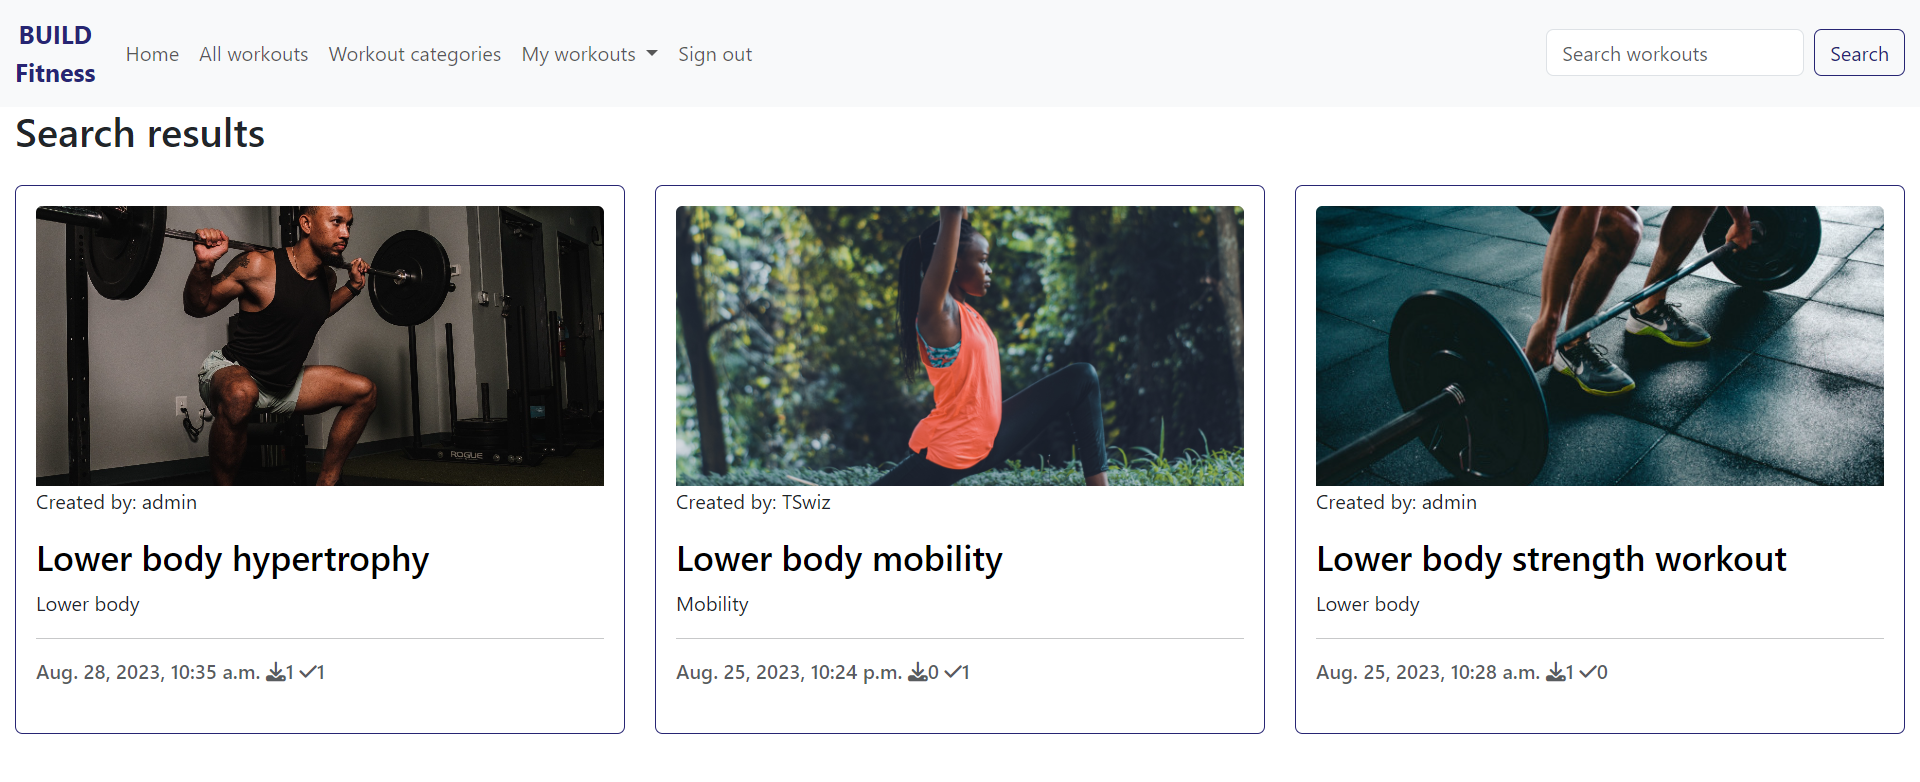 BUILD
Fitness
Home All workouts Workout categories My workouts Sign out
Search workouts Search
Search results
ROGUE
Created by: admin
Lower body hypertrophy
Lower body
Aug. 28, 2023, 10:35 a.m. 1 1
Created by: TSwiz
Lower body mobility
Mobility
Aug. 25, 2023, 10:24 p.m. 0 1
Created by: admin
Lower body strength workout
Lower body
Aug. 25, 2023, 10:28 a.m. 1 0